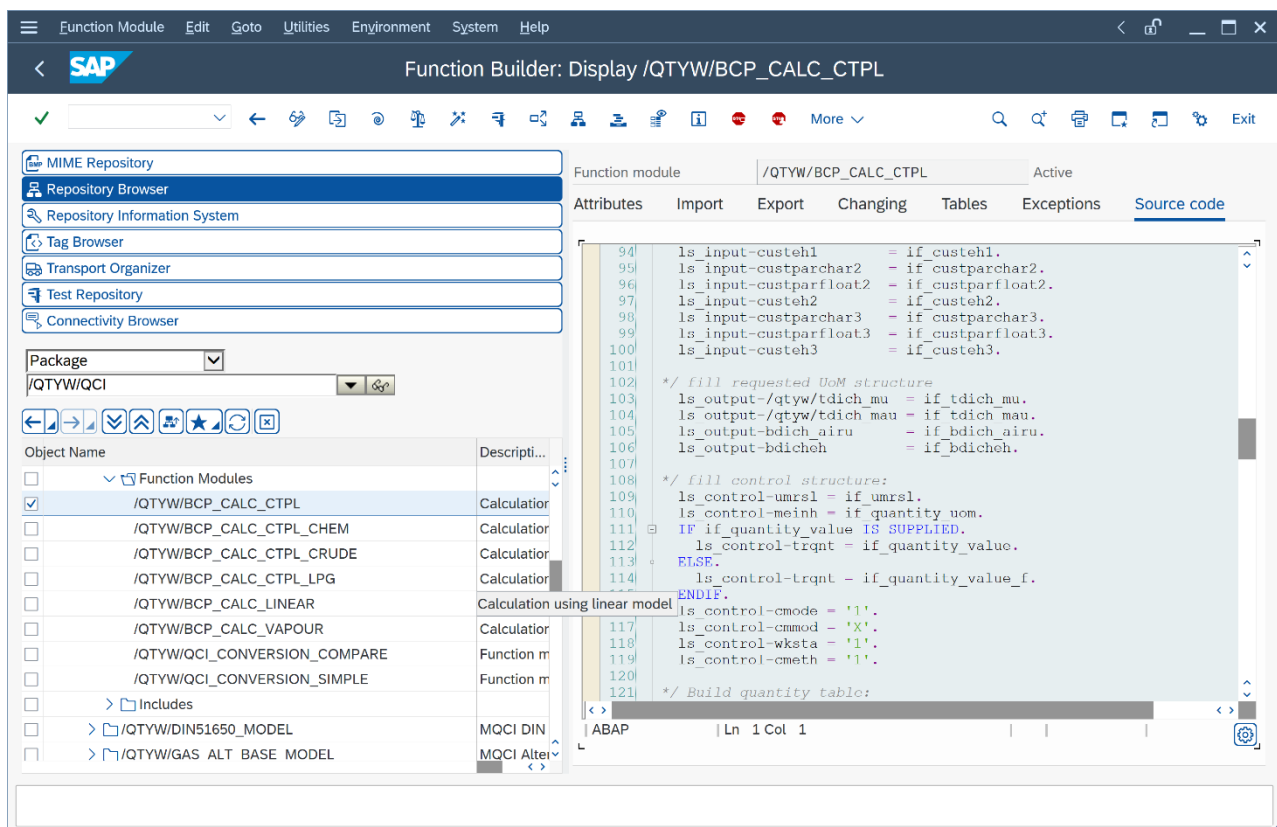 Function Module Edit Goto Utilities Environment System Help
SAP Function Builder: Display /QTYW/BCP_CALC_CTPL
More Exit
MIME Repository
Repository Browser
Repository Information System
Tag Browser
Transport Organizer
Test Repository
Connectivity Browser
Package
/QTYW/QCI
Object Name Descripti...
Function Modules
/QTYW/BCP_CALC_CTPL Calculation
/QTYW/BCP_CALC_CTPL_CHEM Calculation
/QTYW/BCP_CALC_CTPL_CRUDE Calculation
/QTYW/BCP_CALC_CTPL_LPG Calculation
/QTYW/BCP_CALC_LINEAR Calculation using linear model
/QTYW/BCP_CALC_VAPOUR Calculation
/QTYW/QCI_CONVERSION_COMPARE Function m
/QTYW/QCI_CONVERSION_SIMPLE Function m
Includes
/QTYW/DIN51650_MODEL MQCI DIN
/QTYW/GAS_ALT_BASE_MODEL MQCI Alter
Function module /QTYW/BCP_CALC_CTPL Active
Attributes Import Export Changing Tables Exceptions Source code
94 ls_input-custeh1 = if_custeh1.
95 ls_input-custparchar2 = if_custparchar2.
96 ls_input-custparfloat2 = if_custparfloat2.
97 ls_input-custeh2 = if_custeh2.
98 ls_input-custparchar3 = if_custparchar3.
99 ls_input-custparfloat3 = if_custparfloat3.
100 ls_input-custeh3 = if_custeh3.
101
102 */ fill requested UoM structure
103 ls_output-/qtyw/tdich_mu = if_tdich_mu.
104 ls_output-/qtyw/tdich_mau = if_tdich_mau.
105 ls_output-bdich_airu = if_bdich_airu.
106 ls_output-bdicheh = if_bdicheh.
107
108 */ fill control structure:
109 ls_control-umrsl = if_umrsl.
110 ls_control-meinh = if_quantity_uom.
111 IF if_quantity_value IS SUPPLIED.
112 ls_control-trqnt = if_quantity_value.
113 ELSE.
114 ls_control-trqnt = if_quantity_value_f.
ENDIF.
ls_control-cmode = '1'.
117 ls_control-cmmod = 'X'.
118 ls_control-wksta = '1'.
119 ls_control-cmeth = '1'.
120
121 */ Build quantity table:
ABAP Ln 1 Col 1